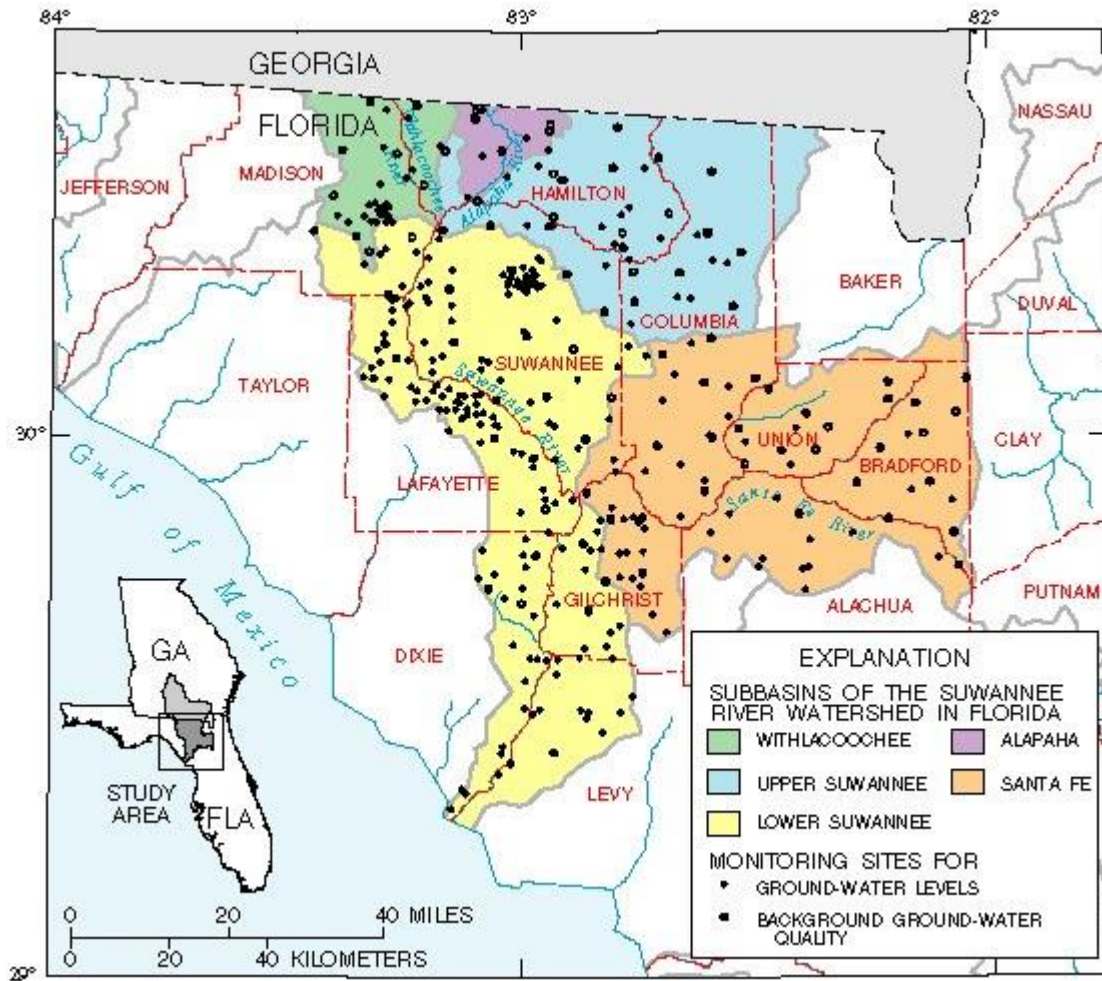 84°
83°
82°
GEORGIA
FLORIDA
NASSAU
JEFFERSON
MADISON
Withlacoochee
River
Alapaha River
HAMILTON
BAKER
DUVAL
COLUMBIA
TAYLOR
SUWANNEE
Suwannee River
30°
UNION
CLAY
BRADFORD
LAFAYETTE
Santa Fe River
Gulf of Mexico
GILCHRIST
ALACHUA
PUTNAM
DIXIE
LEVY
GA
STUDY
AREA
FLA
0 20 40 MILES
0 20 40 KILOMETERS
29°
EXPLANATION
SUBBASINS OF THE SUWANNEE
RIVER WATERSHED IN FLORIDA
WITHLACOOCHEE
ALAPAHA
UPPER SUWANNEE
SANTA FE
LOWER SUWANNEE
MONITORING SITES FOR
GROUND-WATER LEVELS
BACKGROUND GROUND-WATER
QUALITY